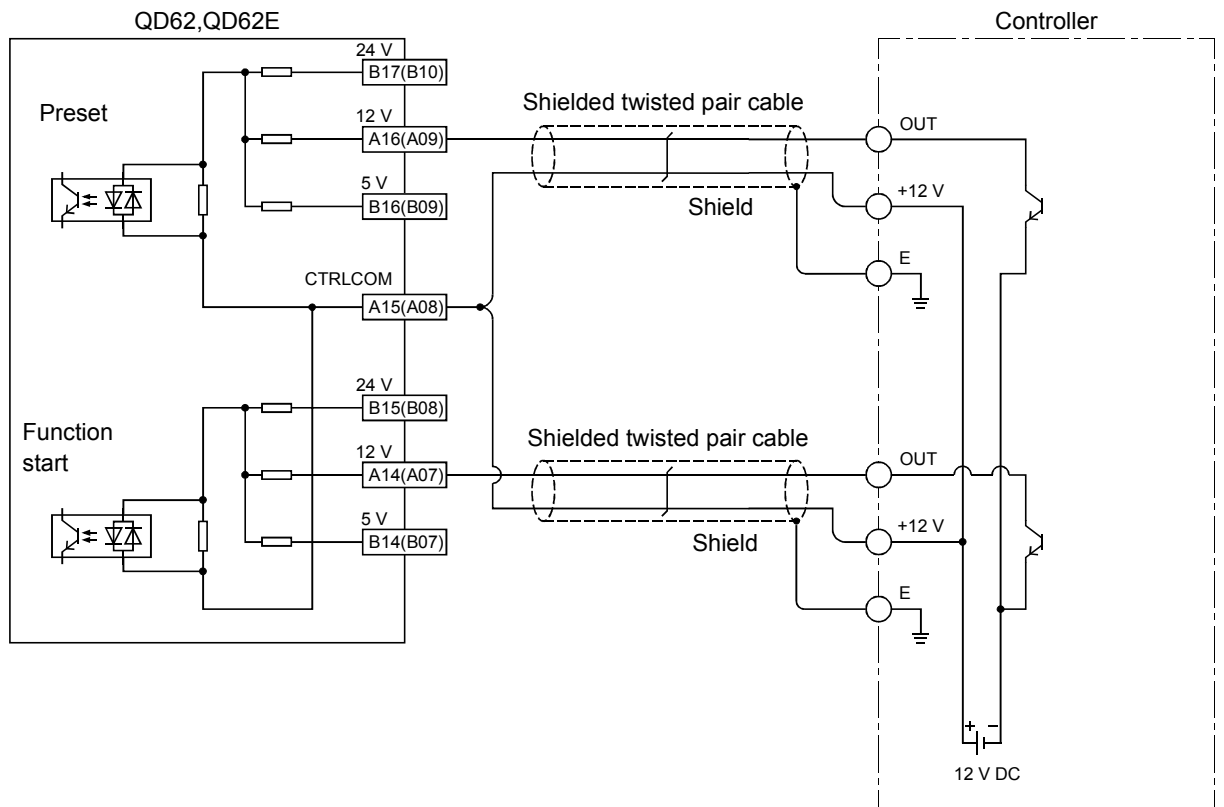 QD62,QD62E
Controller
Preset
24 V
B17(B10)
12 V
A16(A09)
5 V
B16(B09)
CTRLCOM
A15(A08)
Shielded twisted pair cable
Shield
OUT
+12 V
E
Function
start
24 V
B15(B08)
12 V
A14(A07)
5 V
B14(B07)
Shielded twisted pair cable
Shield
OUT
+12 V
E
+ −
12 V DC